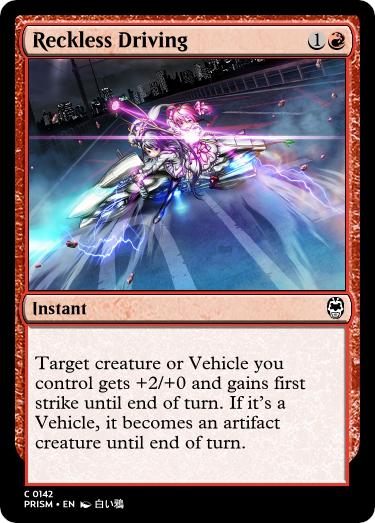 Reckless Driving 1
Instant
Target creature or Vehicle you
control gets +2/+0 and gains first
strike until end of turn. If it's a
Vehicle, it becomes an artifact
creature until end of turn.
C 0142
PRISM • EN 白い鴉